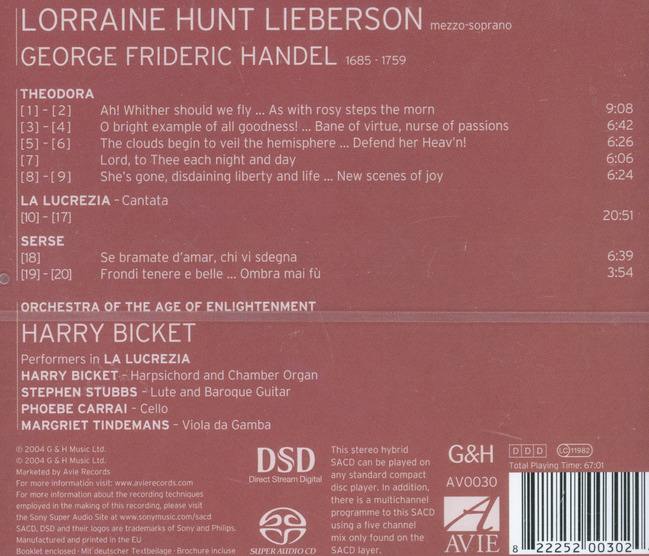 LORRAINE HUNT LIEBERSON mezzo-soprano
GEORGE FRIDERIC HANDEL 1685 - 1759
THEODORA
[1] – [2] Ah! Whither should we fly ... As with rosy steps the morn 9:08
[3] – [4] O bright example of all goodness! ... Bane of virtue, nurse of passions 6:42
[5] – [6] The clouds begin to veil the hemisphere ... Defend her Heav'n! 6:26
[7] Lord, to Thee each night and day 6:06
[8] – [9] She's gone, disdaining liberty and life ... New scenes of joy 6:24
LA LUCREZIA – Cantata
[10] – [17] 20:51
SERSE
[18] Se bramate d'amar, chi vi sdegna 6:39
[19] – [20] Frondi tenere e belle ... Ombra mai fù 3:54
ORCHESTRA OF THE AGE OF ENLIGHTENMENT
HARRY BICKET
Performers in LA LUCREZIA
HARRY BICKET – Harpsichord and Chamber Organ
STEPHEN STUBBS – Lute and Baroque Guitar
PHOEBE CARRAI – Cello
MARGRIET TINDEMANS – Viola da Gamba
℗ 2004 G & H Music Ltd.
© 2004 G & H Music Ltd.
Marketed by Avie Records
For more information visit: www.avierecords.com
For more information about the recording techniques
employed in the making of this recording, please visit
the Sony Super Audio Site at www.sonymusic.com/sacd
SACD, DSD and their logos are trademarks of Sony and Philips.
Manufactured and printed in the EU
Booklet enclosed · Mit deutscher Textbeilage · Brochure incluse
DSD
Direct Stream Digital
SUPER AUDIO CD
This stereo hybrid
SACD can be played on
any standard compact
disc player. In addition,
there is a multichannel
programme to this SACD
using a five channel
mix only found on the
SACD layer.
G&H
AV0030
A
AVIE
DDD LC 11982
Total Playing Time: 67:01
8 22252 00302